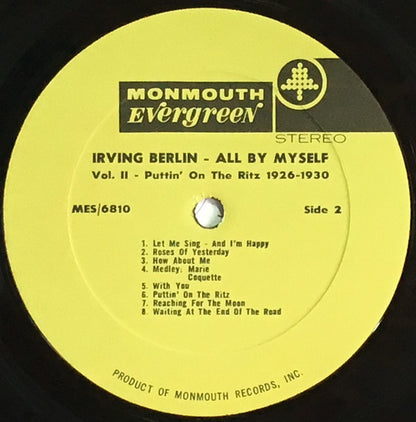 MONMOUTH
EVERGREEN
STEREO
IRVING BERLIN - ALL BY MYSELF
Vol. II - Puttin' On The Ritz 1926-1930
MES/6810
Side 2
1. Let Me Sing - And I'm Happy
2. Roses Of Yesterday
3. How About Me
4. Medley: Marie
Coquette
5. With You
6. Puttin' On The Ritz
7. Reaching For The Moon
8. Waiting At The End Of The Road
PRODUCT OF MONMOUTH RECORDS, INC.